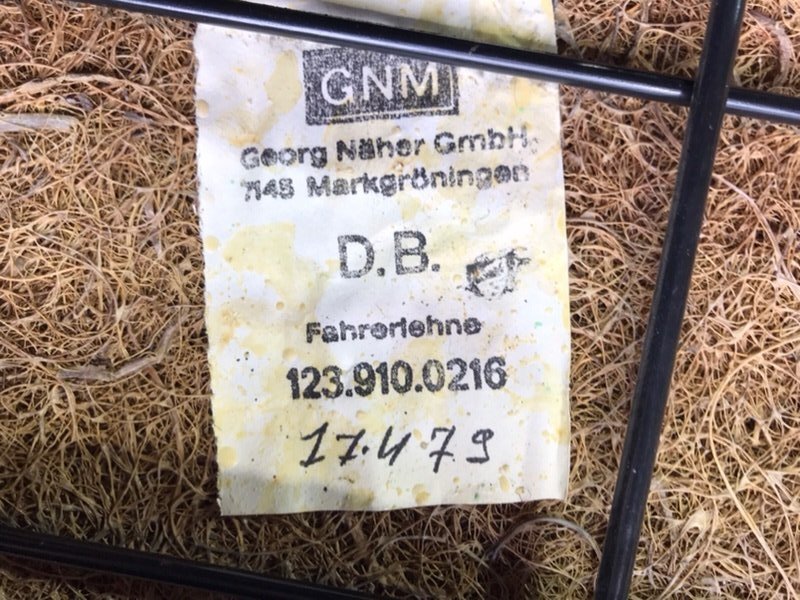 GNM
Georg Näher GmbH.
7145 Markgröningen
D.B.
Fahrerlehne
123.910.0216
17.4.79